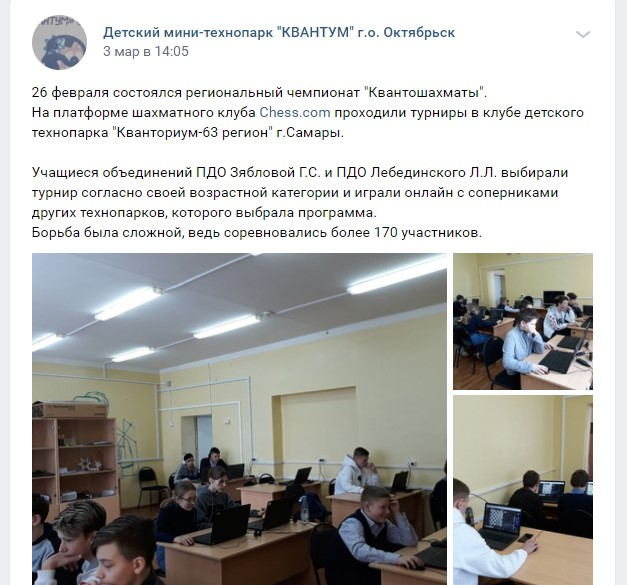 Детский мини-технопарк "КВАНТУМ" г.о. Октябрьск
3 мар в 14:05
26 февраля состоялся региональный чемпионат "Квантошахматы".
На платформе шахматного клуба Chess.com проходили турниры в клубе детского
технопарка "Кванториум-63 регион" г.Самары.
Учащиеся объединений ПДО Зябловой Г.С. и ПДО Лебединского Л.Л. выбирали
турнир согласно своей возрастной категории и играли онлайн с соперниками
других технопарков, которого выбрала программа.
Борьба была сложной, ведь соревновались более 170 участников.